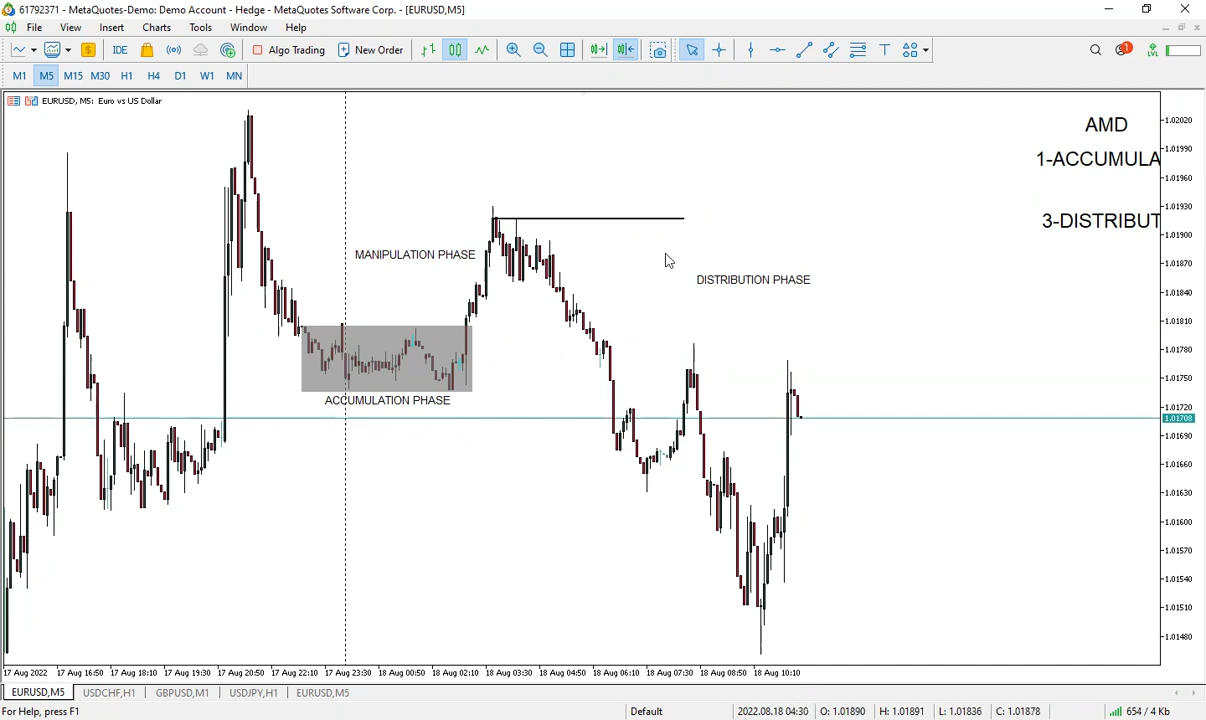 61792371 - MetaQuotes-Demo: Demo Account - Hedge - MetaQuotes Software Corp. - [EURUSD,M5]
File View Insert Charts Tools Window Help
IDE Algo Trading New Order 1 LVL
M1 M5 M15 M30 H1 H4 D1 W1 MN
EURUSD, M5: Euro vs US Dollar
AMD
1-ACCUMULA
3-DISTRIBUT
MANIPULATION PHASE
DISTRIBUTION PHASE
ACCUMULATION PHASE
1.02020
1.01990
1.01960
1.01930
1.01900
1.01870
1.01840
1.01810
1.01780
1.01750
1.01720
1.01708
1.01690
1.01660
1.01630
1.01600
1.01570
1.01540
1.01510
1.01480
17 Aug 2022 17 Aug 16:50 17 Aug 18:10 17 Aug 19:30 17 Aug 20:50 17 Aug 22:10 17 Aug 23:30 18 Aug 00:50 18 Aug 02:10 18 Aug 03:30 18 Aug 04:50 18 Aug 06:10 18 Aug 07:30 18 Aug 08:50 18 Aug 10:10
EURUSD,M5 USDCHF,H1 GBPUSD,M1 USDJPY,H1 EURUSD,M5
For Help, press F1 Default 2022.08.18 04:30 O: 1.01890 H: 1.01891 L: 1.01836 C: 1.01878 654 / 4 Kb